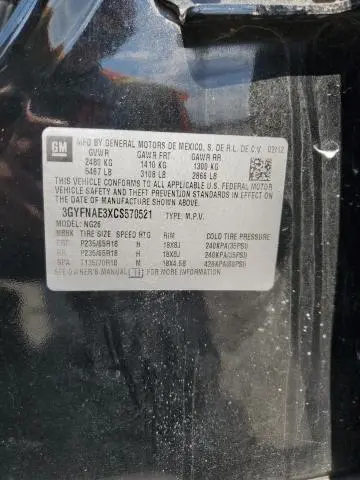 GM
MFD BY GENERAL MOTORS DE MEXICO, S. DE R.L. DE C.V. 02/12
GVWR GAWR FRT GAWR RR
2480 KG 1410 KG 1300 KG
5467 LB 3108 LB 2866 LB
THIS VEHICLE CONFORMS TO ALL APPLICABLE U.S. FEDERAL MOTOR
VEHICLE SAFETY AND THEFT PREVENTION STANDARDS IN EFFECT ON THE
DATE OF MANUFACTURE SHOWN ABOVE.
3GYFNAE3XCS570521 TYPE: M.P.V.
MODEL: NG26
TIRE SIZE SPEED RTG RIM COLD TIRE PRESSURE
FRT P235/65R18 H 18X8J 240KPA(35PSI)
RR P235/65R18 H 18X8J 240KPA(35PSI)
SPA T135/70R18 M 18X4.5B 420KPA(60PSI)
SEE OWNER'S MANUAL FOR ADDITIONAL INFORMATION.